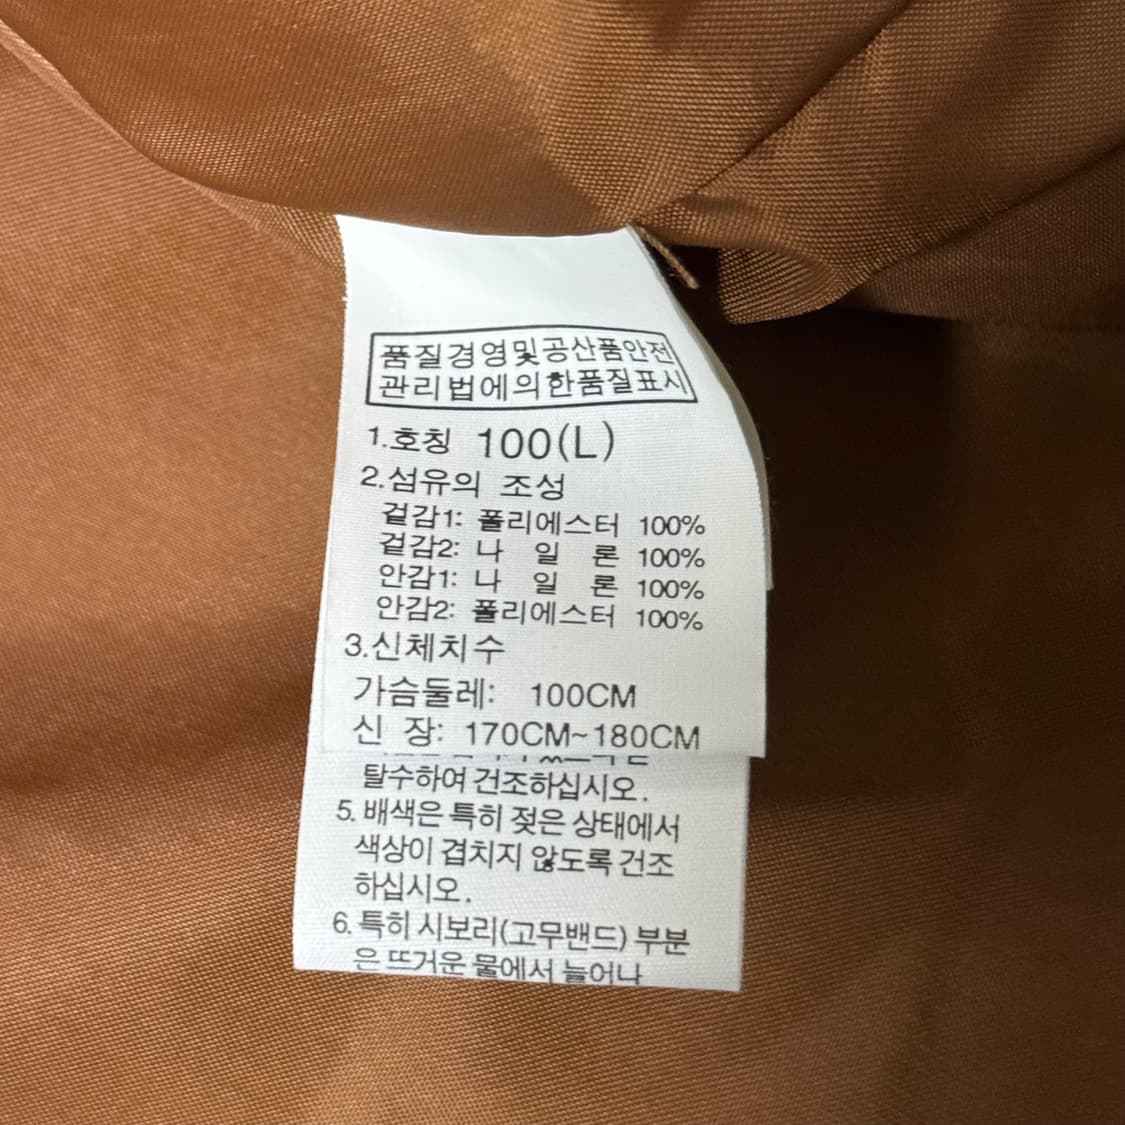 품질경영및공산품안전
관리법에의한품질표시
1.호칭 100(L)
2.섬유의 조성
겉감1: 폴리에스터 100%
겉감2: 나 일 론 100%
안감1: 나 일 론 100%
안감2: 폴리에스터 100%
3.신체치수
가슴둘레: 100CM
신 장: 170CM~180CM
탈수하여 건조하십시오.
5. 배색은 특히 젖은 상태에서
색상이 겹치지 않도록 건조
하십시오.
6. 특히 시보리(고무밴드) 부분
은 뜨거운 물에서 늘어나